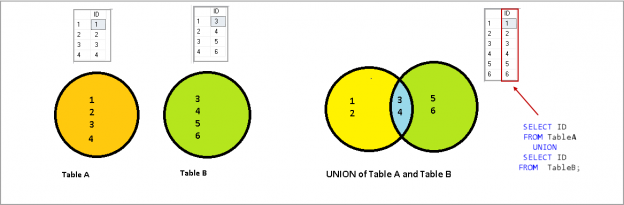 ID
1 1
2 2
3 3
4 4
ID
1 3
2 4
3 5
4 6
ID
1 1
2 2
3 3
4 4
5 5
6 6
1
2
3
4
3
4
5
6
1
2
3
4
5
6
SELECT ID
FROM TableA
UNION
SELECT ID
FROM TableB;
Table A
Table B
UNION of Table A and Table B